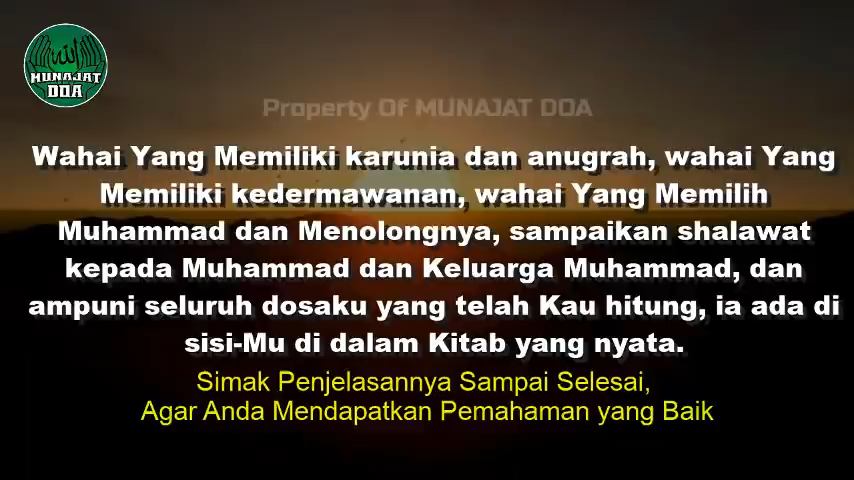 MUNAJAT
DOA
Property Of MUNAJAT DOA
Wahai Yang Memiliki karunia dan anugrah, wahai Yang
Memiliki kedermawanan, wahai Yang Memilih
Muhammad dan Menolongnya, sampaikan shalawat
kepada Muhammad dan Keluarga Muhammad, dan
ampuni seluruh dosaku yang telah Kau hitung, ia ada di
sisi-Mu di dalam Kitab yang nyata.
Simak Penjelasannya Sampai Selesai,
Agar Anda Mendapatkan Pemahaman yang Baik